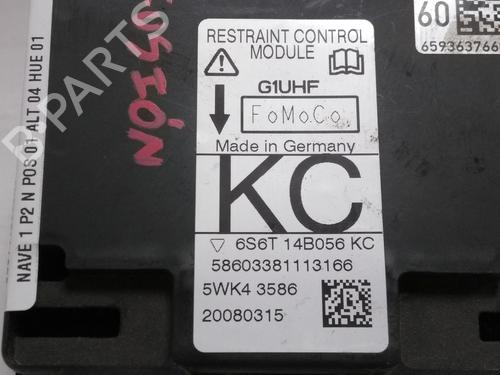 RESTRAINT CONTROL
MODULE
G1UHF
FoMoCo
Made in Germany
KC
6S6T 14B056 KC
58603381113166
5WK4 3586
20080315
NAVE 1 P2 N POS 01 ALT 04 HUE 01
60
659363766
PARTS